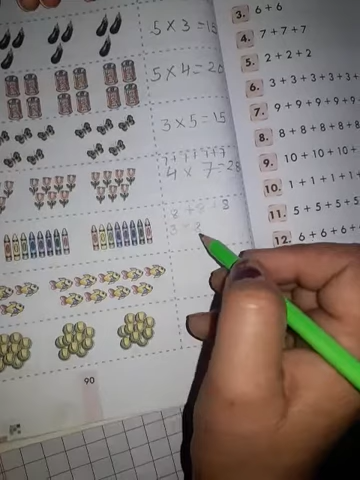 5 × 3 = 15
5 × 4 = 20
3 × 5 = 15
4 × 7 = 28
90
3. 6 + 6
4. 7 + 7 + 7
5. 2 + 2 + 2
6. 3 + 3 + 3 + 3 +
7. 9 + 9 + 9 + 9 +
8. 8 + 8 + 8 + 8 +
9. 10 + 10 + 10 +
10. 1 + 1 + 1 + 1
11. 5 + 5 + 5 + 5
12. 6 + 6 + 6 +